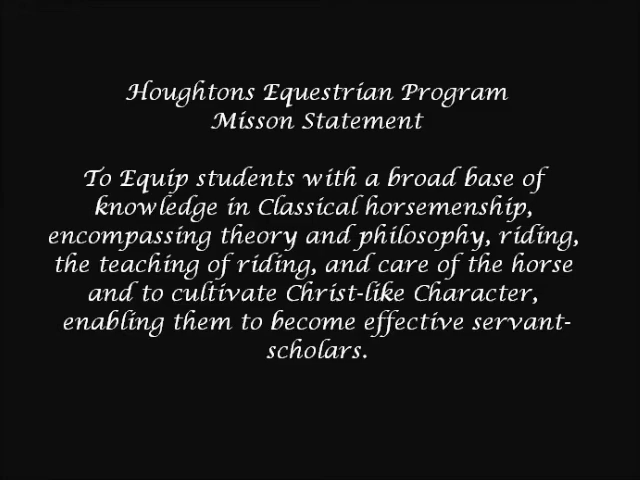 Houghtons Equestrian Program
Misson Statement
To Equip students with a broad base of
knowledge in Classical horsemenship,
encompassing theory and philosophy, riding,
the teaching of riding, and care of the horse
and to cultivate Christ-like Character,
enabling them to become effective servant-
scholars.